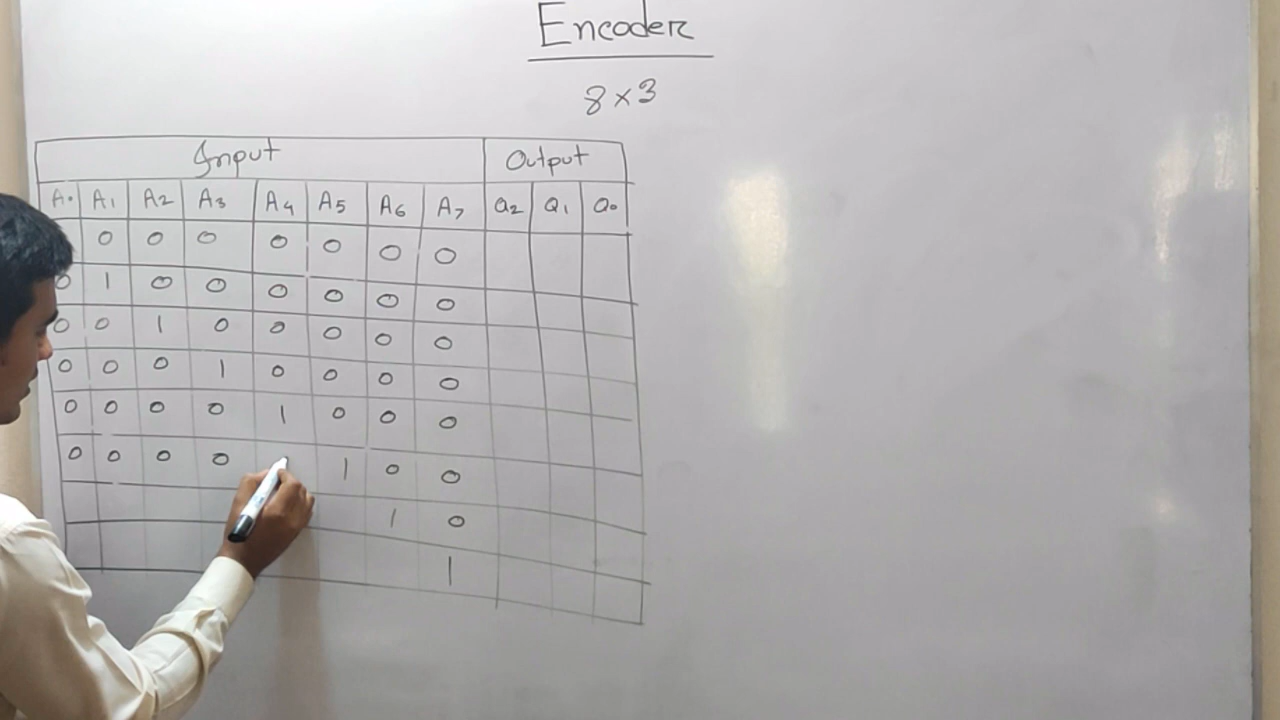 Encoder
8×3
Input Output
A0 A1 A2 A3 A4 A5 A6 A7 Q2 Q1 Q0
0 0 0 0 0 0 0
0 1 0 0 0 0 0 0
0 0 1 0 0 0 0 0
0 0 0 1 0 0 0 0
0 0 0 0 1 0 0 0
0 0 0 0 1 0 0
1 0
1